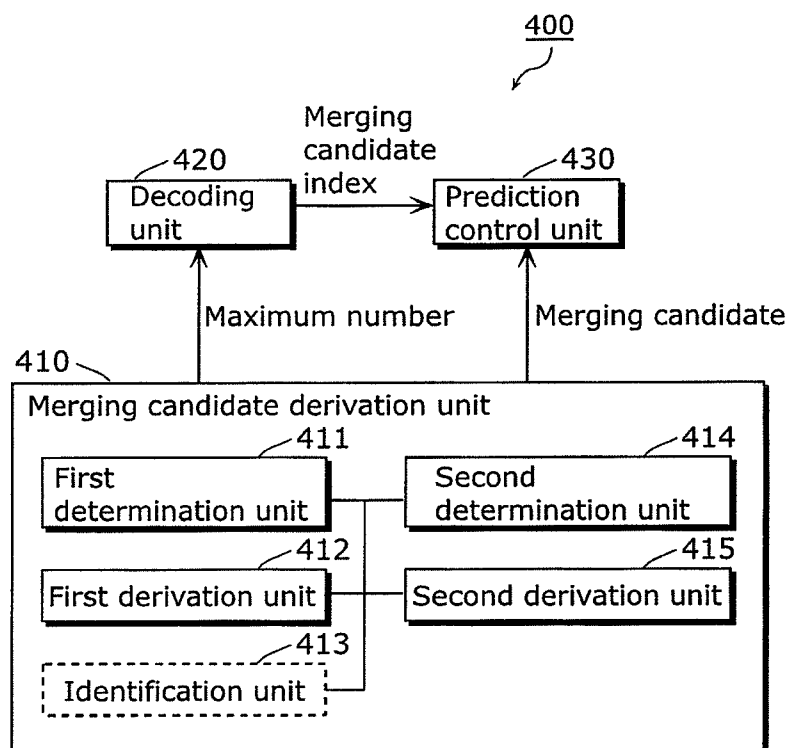 400
Merging
candidate
index
420
430
Decoding
unit
Prediction
control unit
Maximum number
Merging candidate
410
Merging candidate derivation unit
411
414
First
determination unit
Second
determination unit
412
415
First derivation unit
Second derivation unit
413
Identification unit